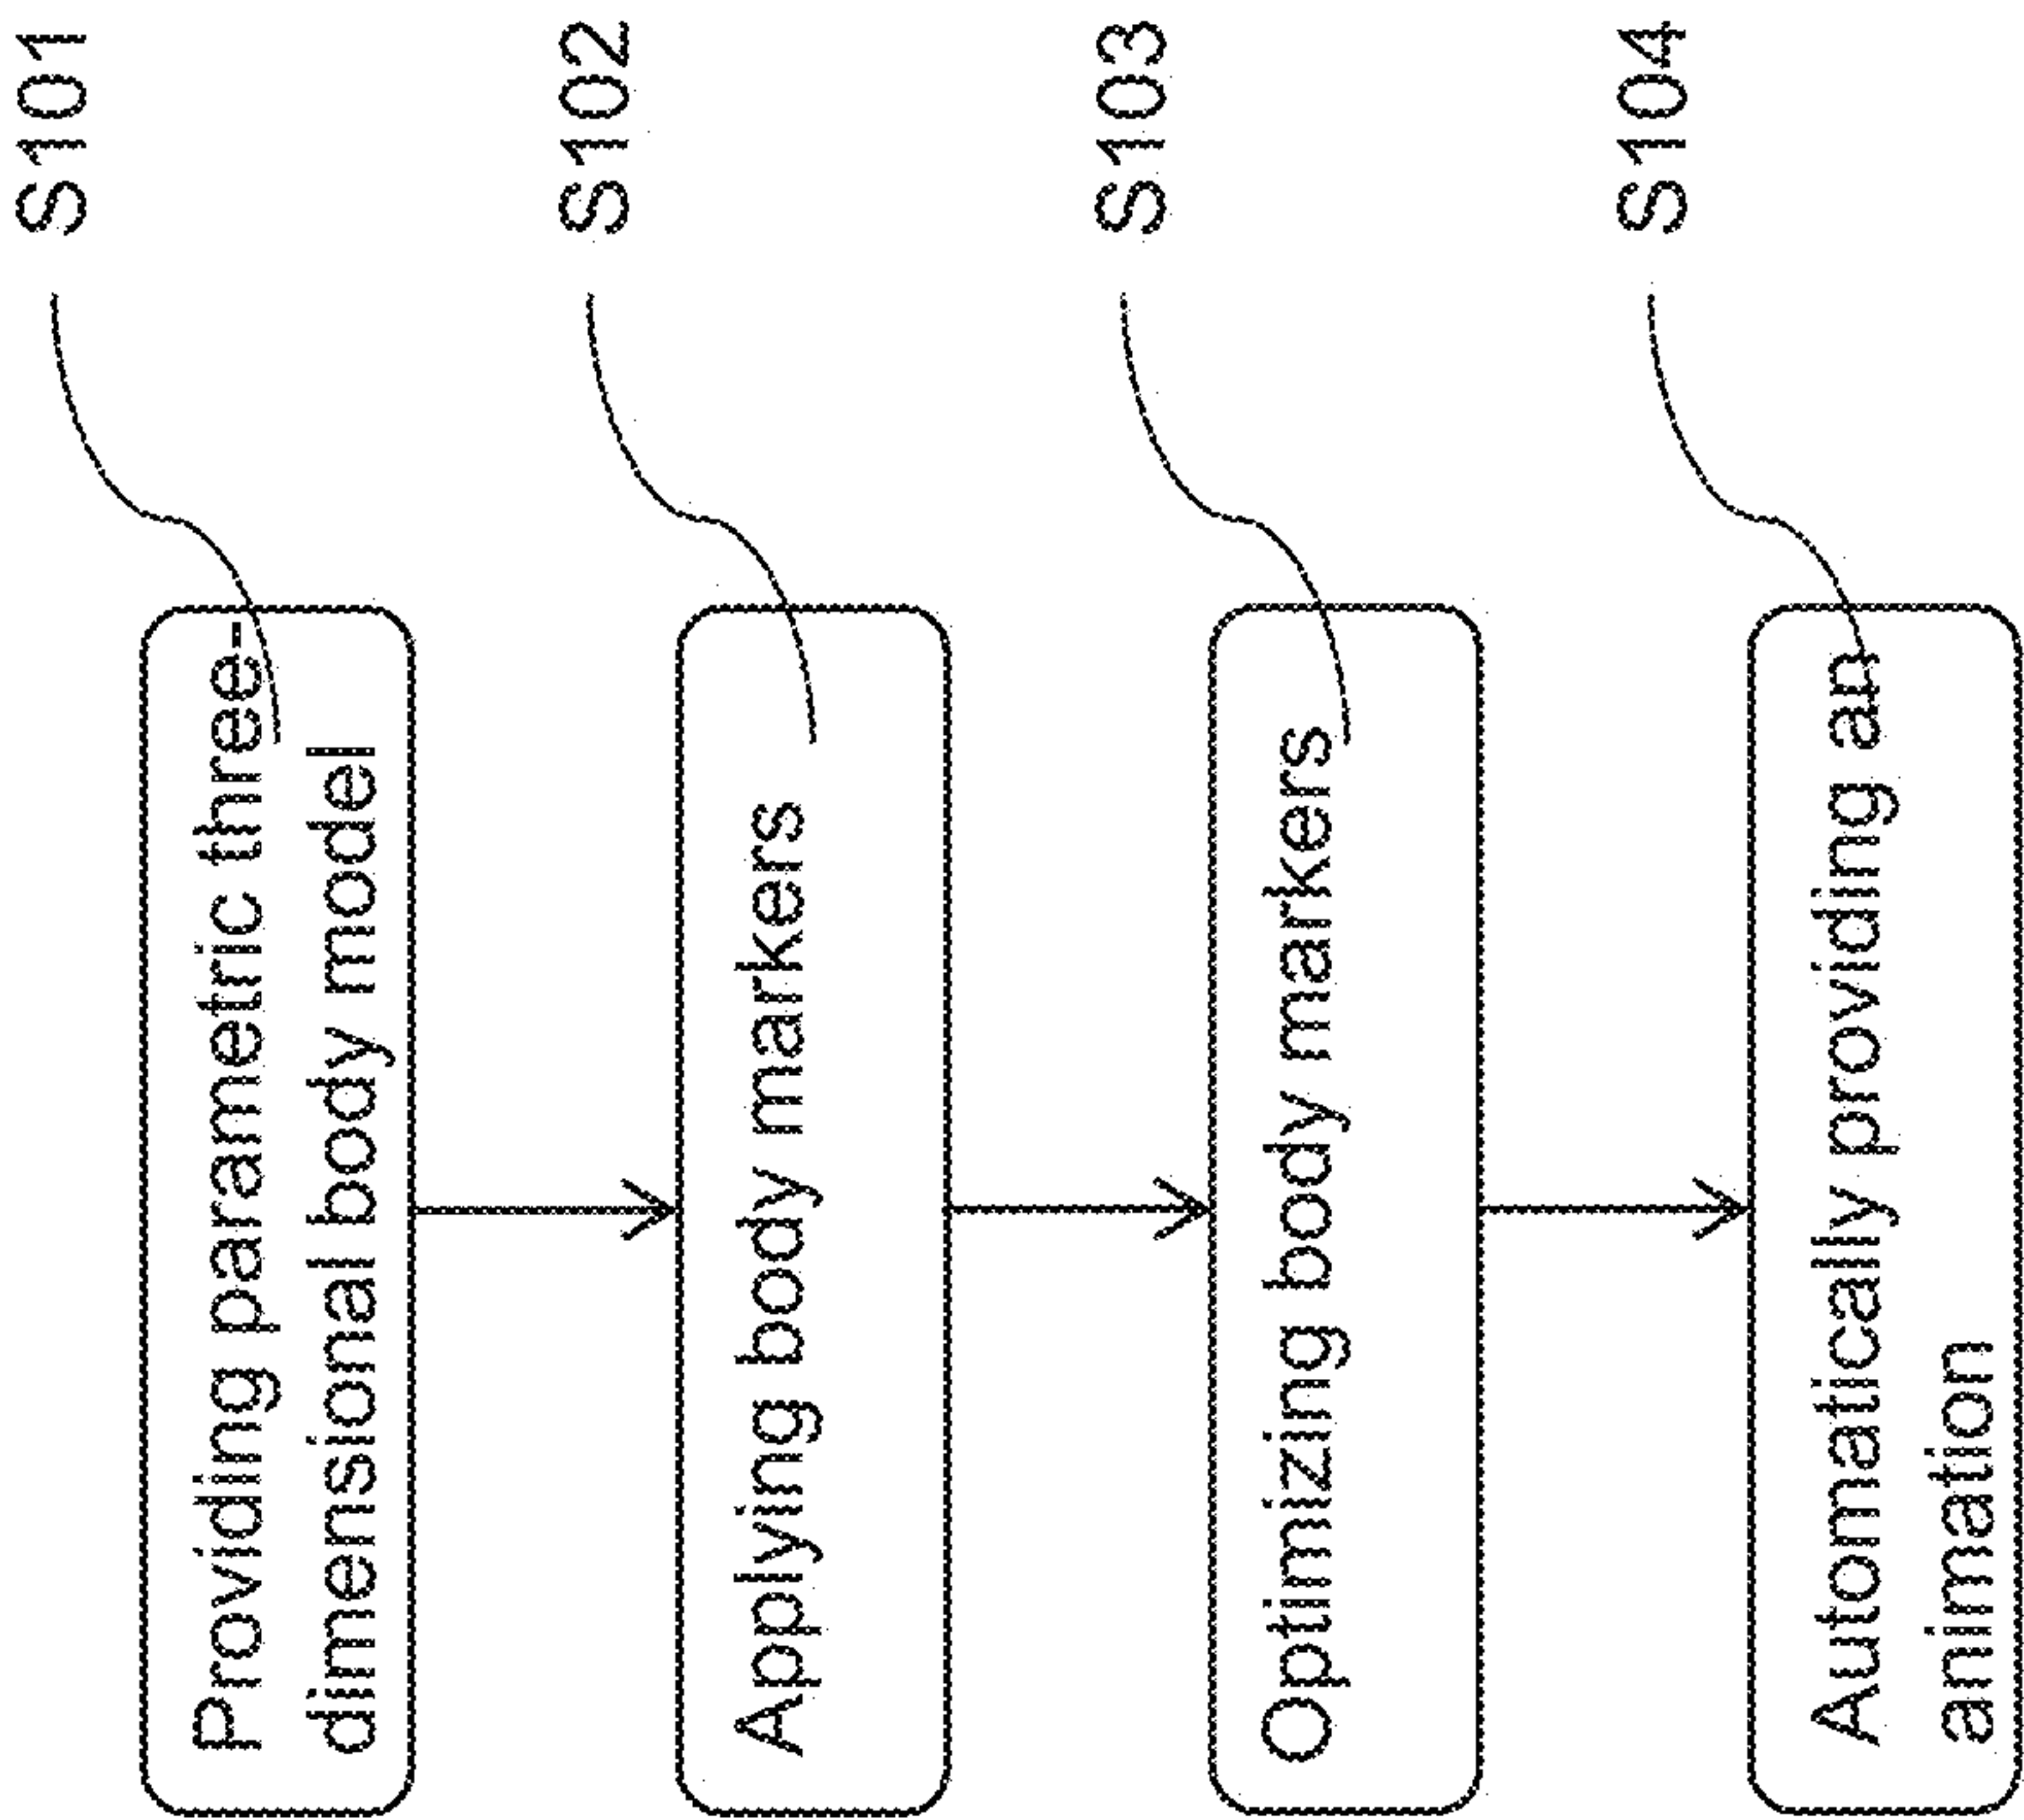 Providing parametric three-
dimensional body model
S101
Applying body markers
S102
Optimizing body markers
S103
Automatically providing an
animation
S104